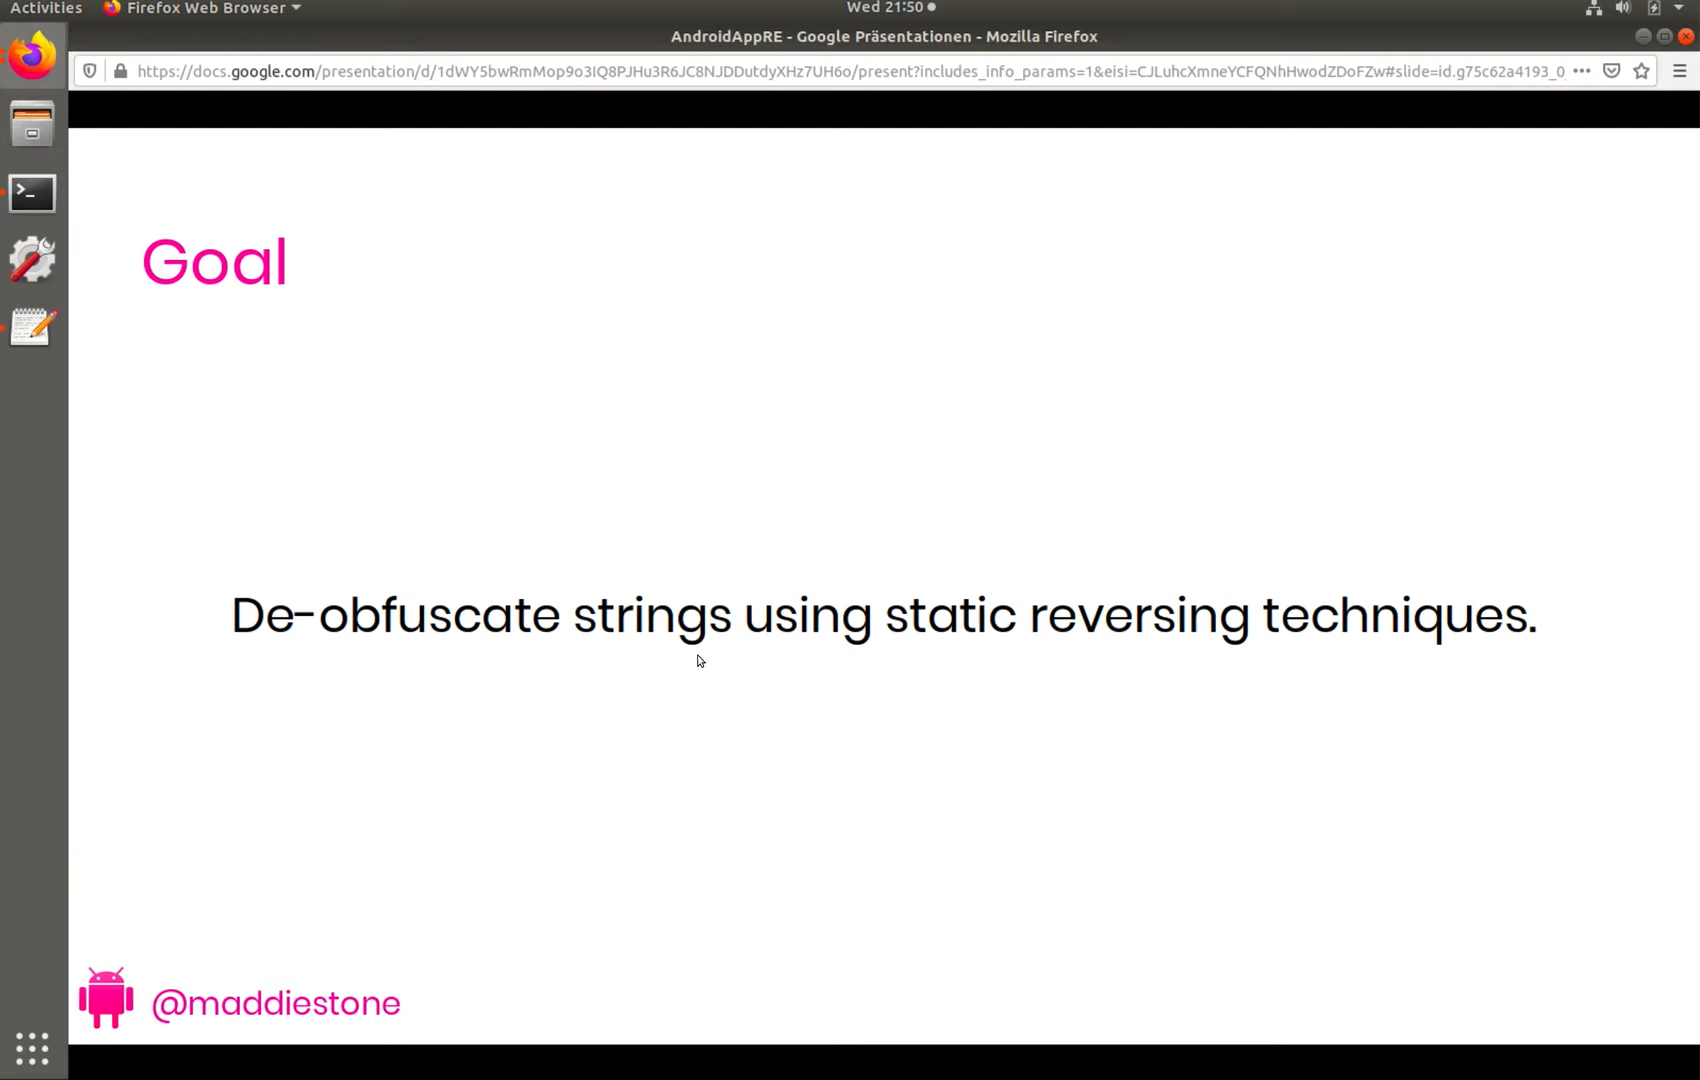 Activities Firefox Web Browser Wed 21:50
AndroidAppRE - Google Präsentationen - Mozilla Firefox
https://docs.google.com/presentation/d/1dWY5bwRmMop9o3IQ8PJHu3R6JC8NJDDutdyXHz7UH6o/present?includes_info_params=1&eisi=CJLuhcXmneYCFQNhHwodZDoFZw#slide=id.g75c62a4193_0_
Goal
De-obfuscate strings using static reversing techniques.
@maddiestone